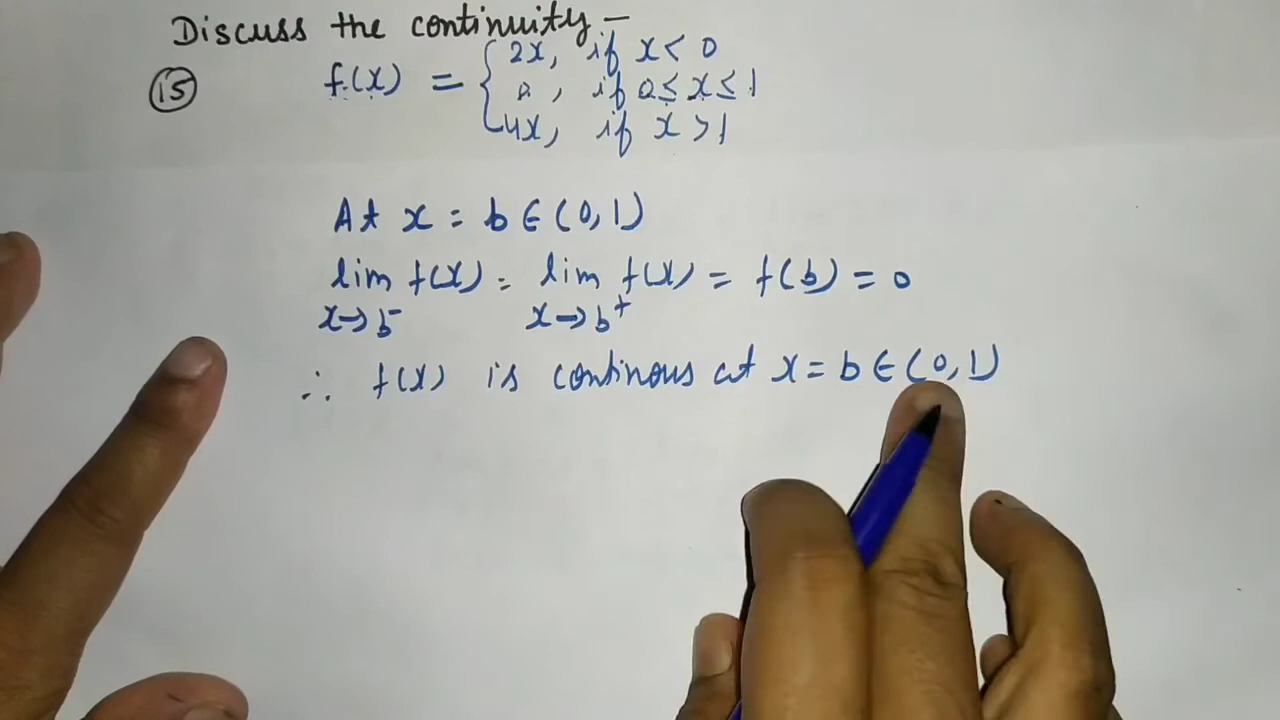 Discuss the continuity –
15 f(x) = { 2x, if x < 0
0, if 0 ≤ x ≤ 1
4x, if x > 1
At x = b ∈ (0,1)
lim f(x) = lim f(x) = f(b) = 0
x→b⁻ x→b⁺
∴ f(x) is continous at x = b ∈ (0,1)